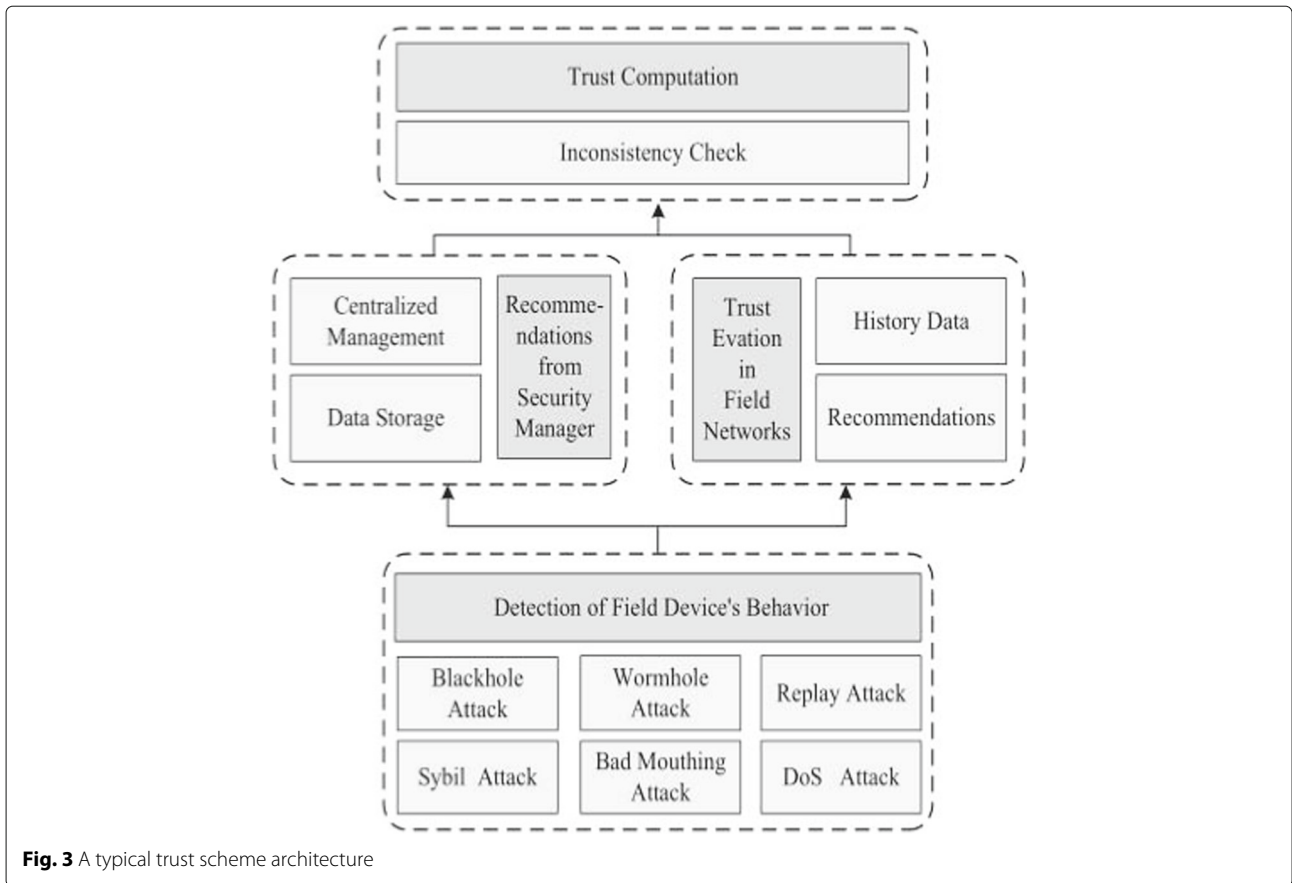 Trust Computation
Inconsistency Check
Centralized
Management
Data Storage
Recomme-
ndations
from
Security
Manager
Trust
Evation
in
Field
Networks
History Data
Recommendations
Detection of Field Device's Behavior
Blackhole
Attack
Wormhole
Attack
Replay Attack
Sybil Attack
Bad Mouthing
Attack
DoS Attack
Fig. 3 A typical trust scheme architecture